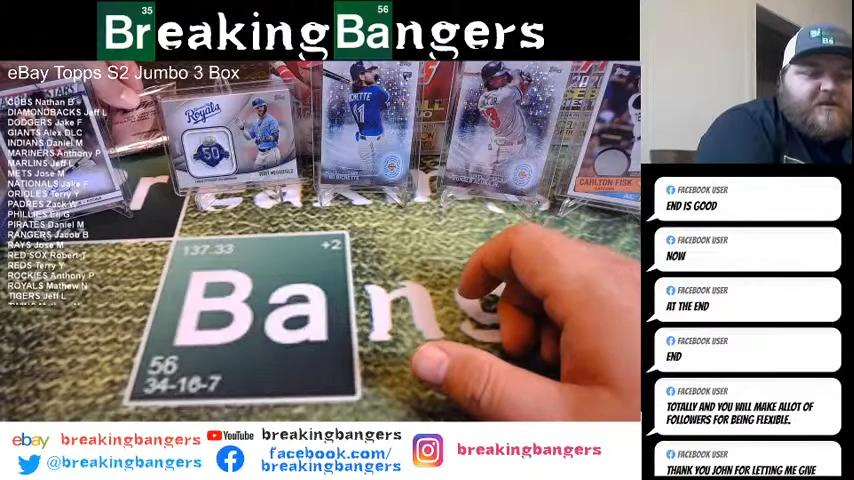 35
56
BreakingBangers
eBay Topps S2 Jumbo 3 Box
CUBS Nathan B
DIAMONDBACKS Jeff L
DODGERS Jake F
GIANTS Alex DLC
INDIANS Daniel M
MARINERS Anthony P
MARLINS Jeff L
METS Jose M
NATIONALS Jake F
ORIOLES Terry Y
PADRES Zack W
PHILLIES Eli G
PIRATES Daniel M
RANGERS Jacob B
RAYS Jose M
RED SOX Robert T
REDS Terry Y
ROCKIES Anthony P
ROYALS Mathew N
TIGERS Jeff L
Royals
50
Topps
11
CARLTON FISK
137.33
+2
Ba
56
34-16-7
Br
Ba
FACEBOOK USER
END IS GOOD
FACEBOOK USER
NOW
FACEBOOK USER
AT THE END
FACEBOOK USER
END
FACEBOOK USER
TOTALLY AND YOU WILL MAKE ALLOT OF
FOLLOWERS FOR BEING FLEXIBLE.
FACEBOOK USER
THANK YOU JOHN FOR LETTING ME GIVE
ebay breakingbangers
YouTube breakingbangers
@breakingbangers
facebook.com/
breakingbangers
breakingbangers